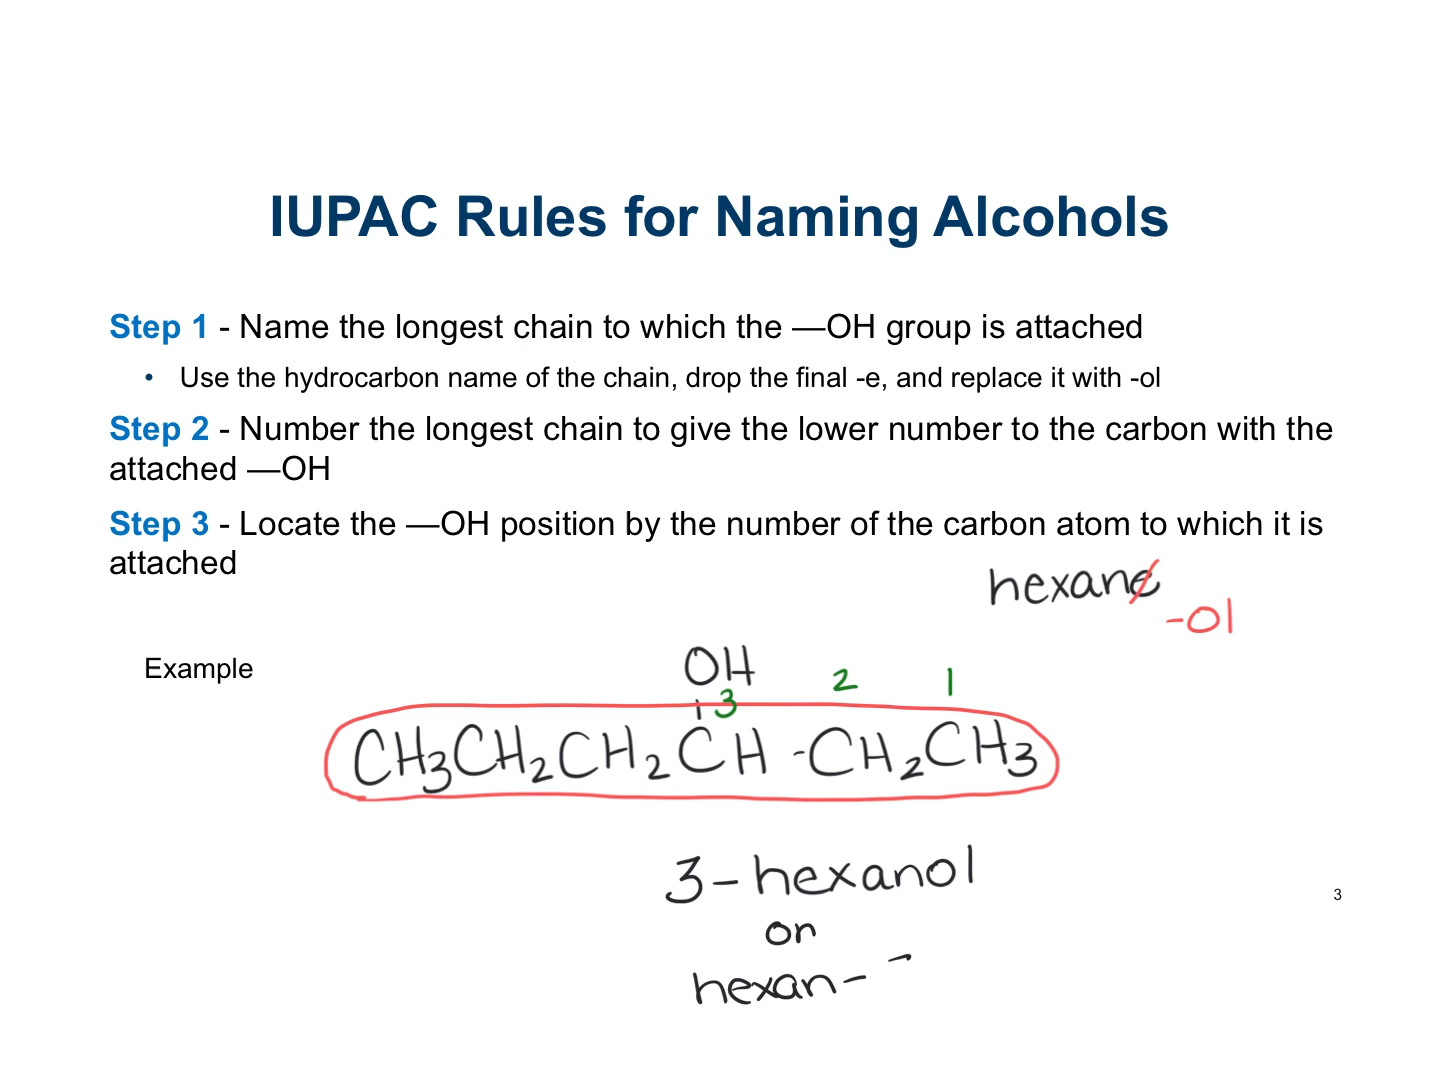 IUPAC Rules for Naming Alcohols
Step 1 - Name the longest chain to which the —OH group is attached
• Use the hydrocarbon name of the chain, drop the final -e, and replace it with -ol
Step 2 - Number the longest chain to give the lower number to the carbon with the
attached —OH
Step 3 - Locate the —OH position by the number of the carbon atom to which it is
attached
hexane
-ol
Example
OH
3 2 1
CH3CH2CH2CH-CH2CH3
3-hexanol
3
or
hexan-